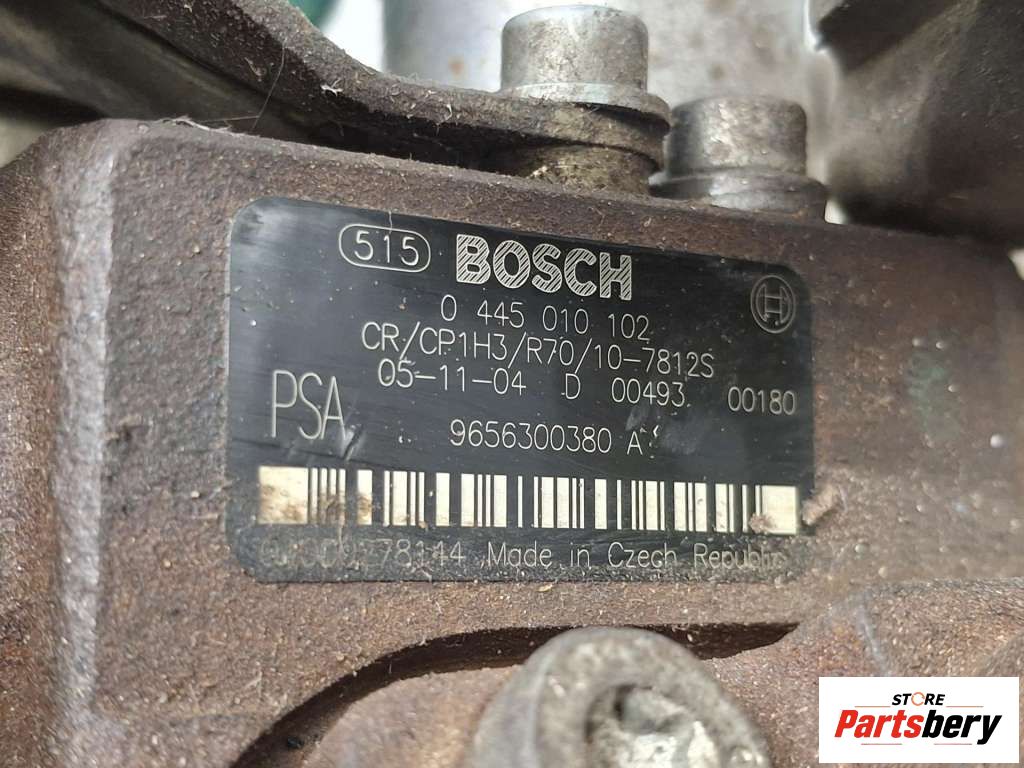 515 BOSCH
0 445 010 102
CR/CP1H3/R70/10-7812S
05-11-04 D 00493 00180
PSA
9656300380
Made in Czech Republic
STORE
Partsbery